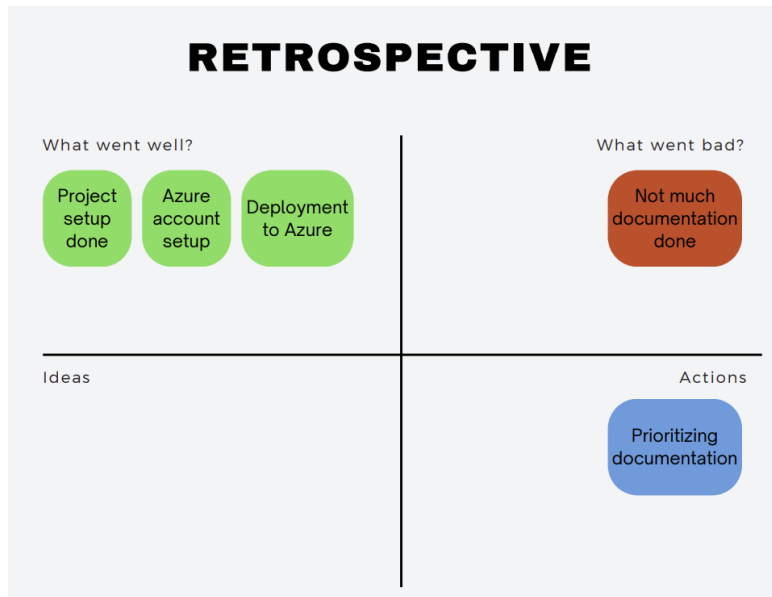 RETROSPECTIVE
What went well?
Project
setup
done
Azure
account
setup
Deployment
to Azure
What went bad?
Not much
documentation
done
Ideas
Actions
Prioritizing
documentation